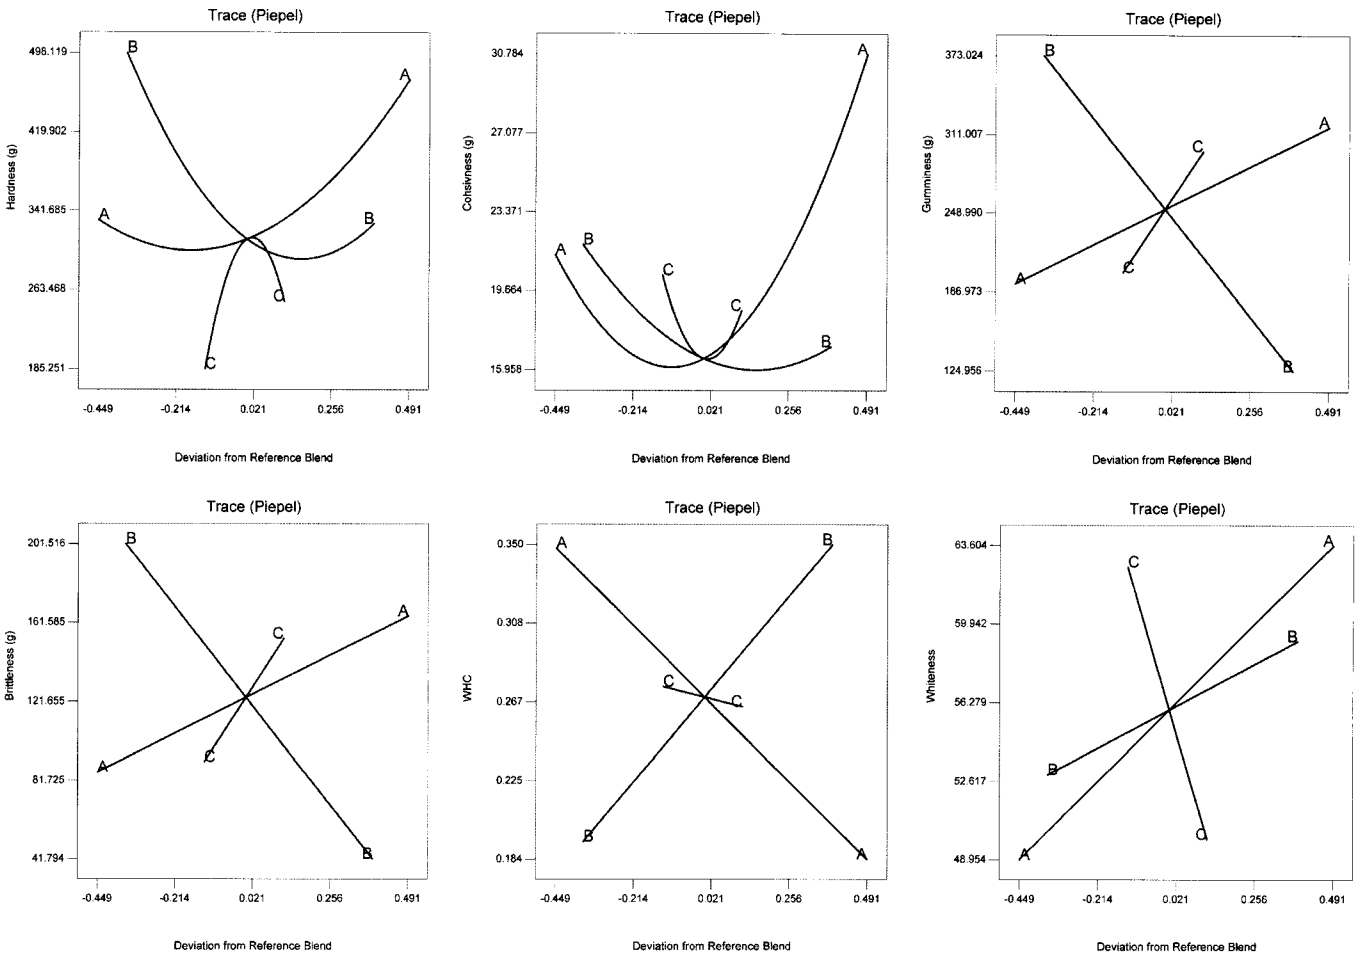 Trace (Piepel)
498.119
419.902
341.685
263.468
185.251
Hardness (g)
B
A
A
B
C
C
-0.449
-0.214
0.021
0.256
0.491
Deviation from Reference Blend
Trace (Piepel)
30.784
27.077
23.371
19.664
15.958
Cohsivness (g)
A
B
A
C
C
B
-0.449
-0.214
0.021
0.256
0.491
Deviation from Reference Blend
Trace (Piepel)
373.024
311.007
248.990
186.973
124.956
Gumminess (g)
B
A
C
C
A
B
-0.449
-0.214
0.021
0.256
0.491
Deviation from Reference Blend
Trace (Piepel)
201.516
161.585
121.655
81.725
41.794
Brittleness (g)
B
A
C
C
A
B
-0.449
-0.214
0.021
0.256
0.491
Deviation from Reference Blend
Trace (Piepel)
0.350
0.308
0.267
0.225
0.184
WHC
A
B
C
C
B
A
-0.449
-0.214
0.021
0.256
0.491
Deviation from Reference Blend
Trace (Piepel)
63.604
59.942
56.279
52.617
48.954
Whiteness
A
C
B
B
C
A
-0.449
-0.214
0.021
0.256
0.491
Deviation from Reference Blend